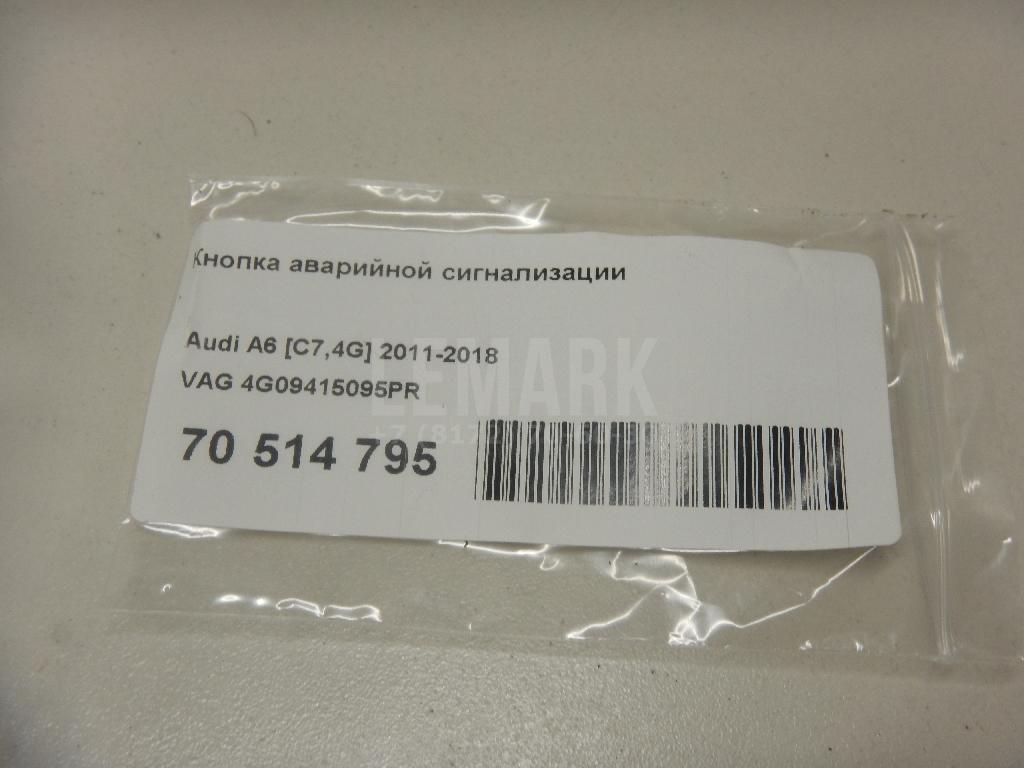 Кнопка аварийной сигнализации
Audi A6 [C7,4G] 2011-2018
VAG 4G09415095PR
LEMARK
70 514 795